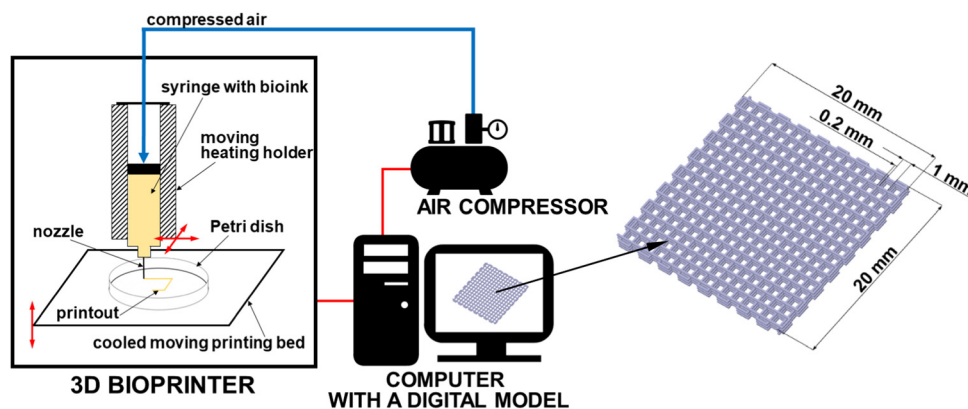 compressed air
syringe with bioink
moving
heating holder
nozzle
Petri dish
printout
cooled moving printing bed
3D BIOPRINTER
AIR COMPRESSOR
COMPUTER
WITH A DIGITAL MODEL
20 mm
0.2 mm
1 mm
20 mm